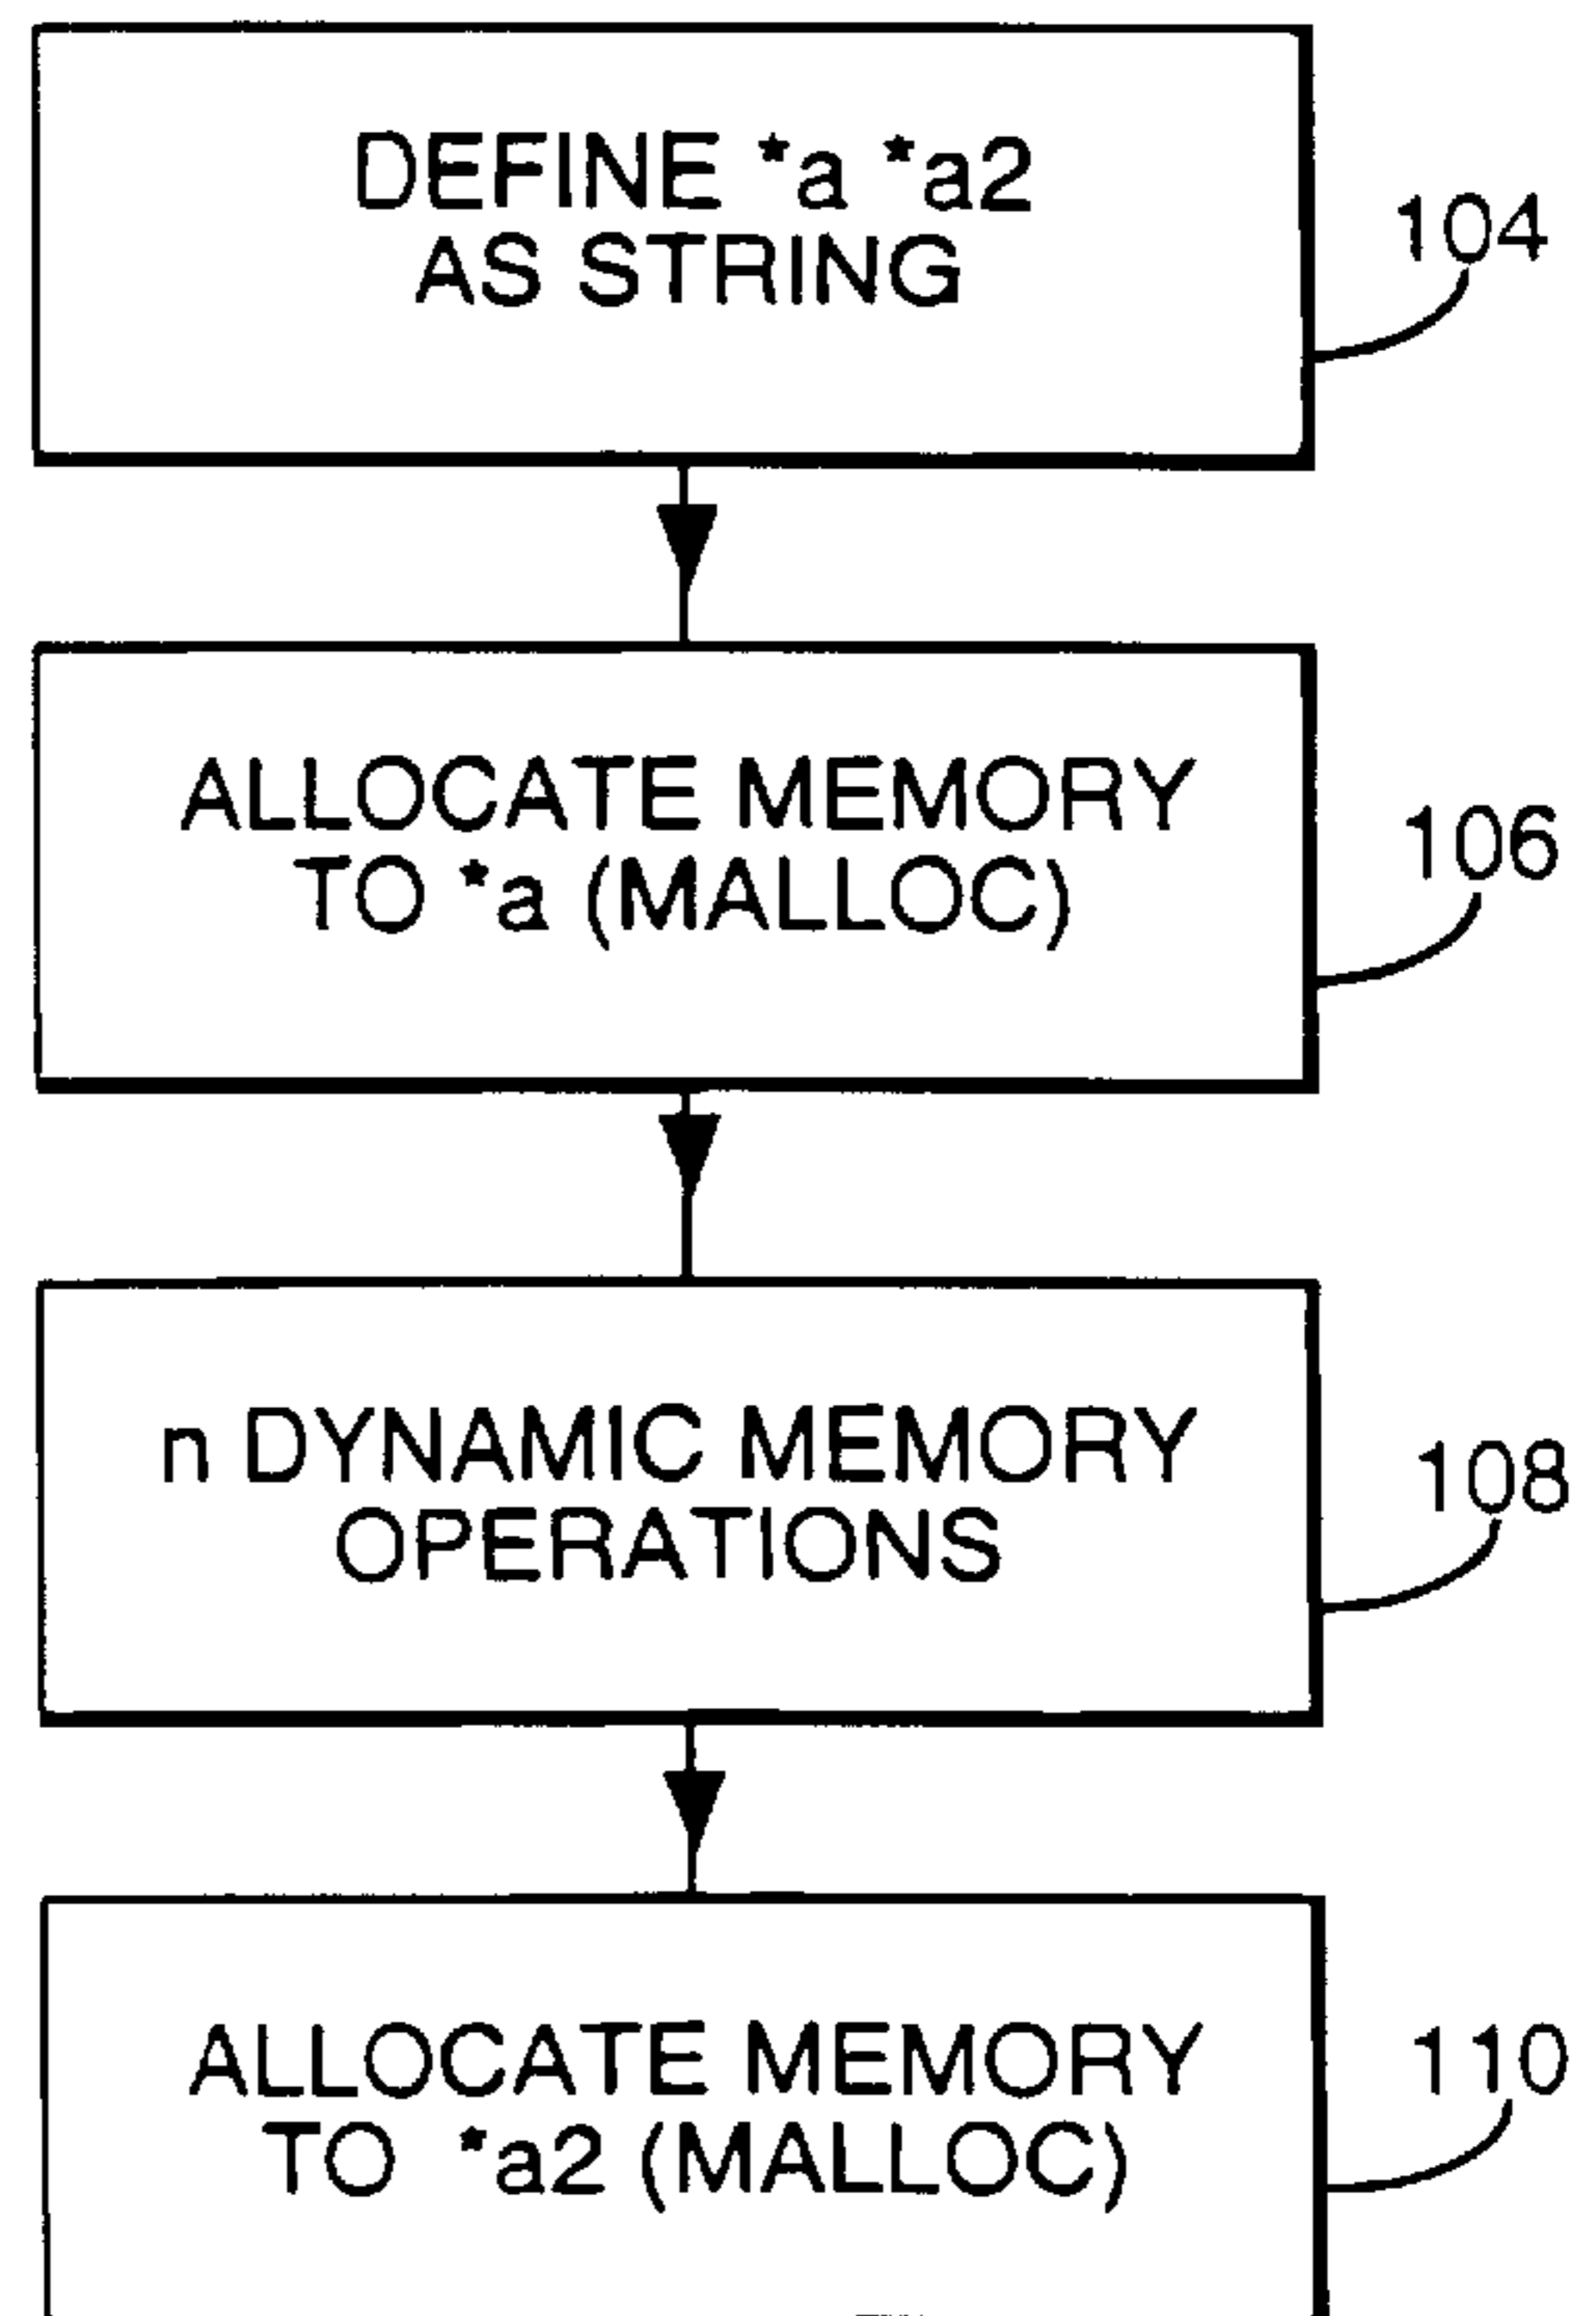 DEFINE *a *a2
AS STRING
104
ALLOCATE MEMORY
TO *a (MALLOC)
106
n DYNAMIC MEMORY
OPERATIONS
108
ALLOCATE MEMORY
TO *a2 (MALLOC)
110